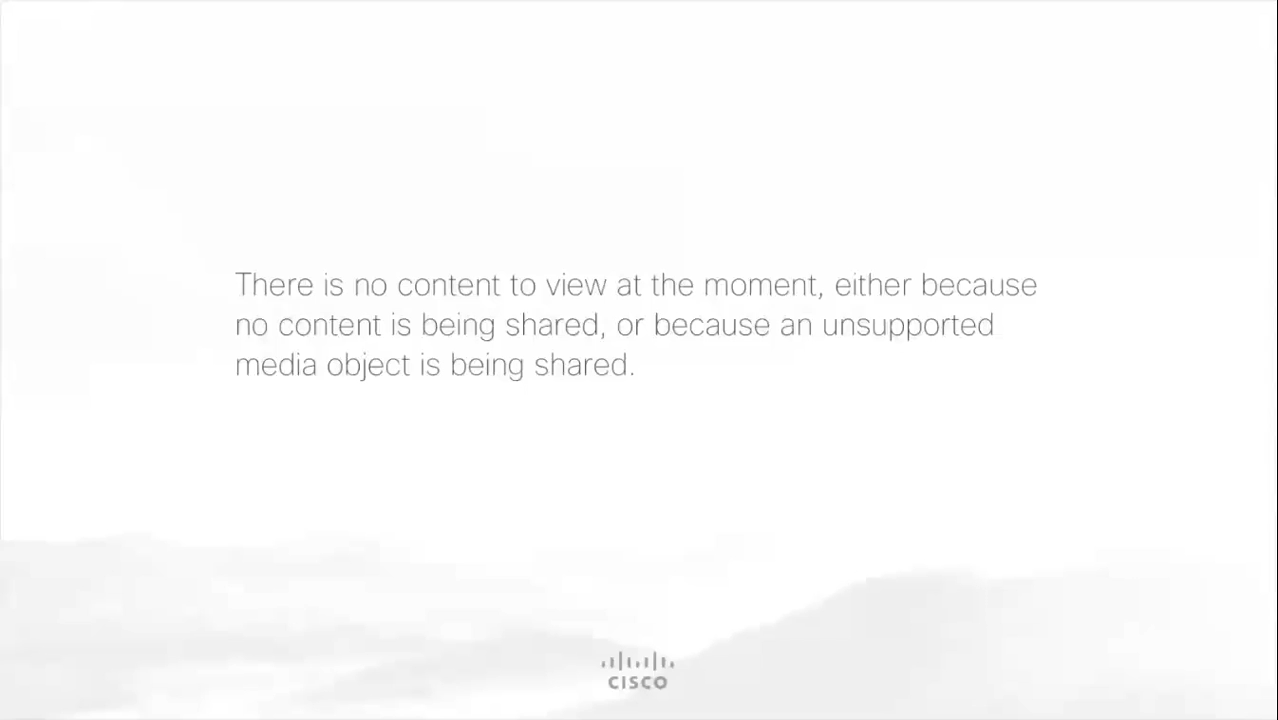 There is no content to view at the moment, either because
no content is being shared, or because an unsupported
media object is being shared.
CISCO